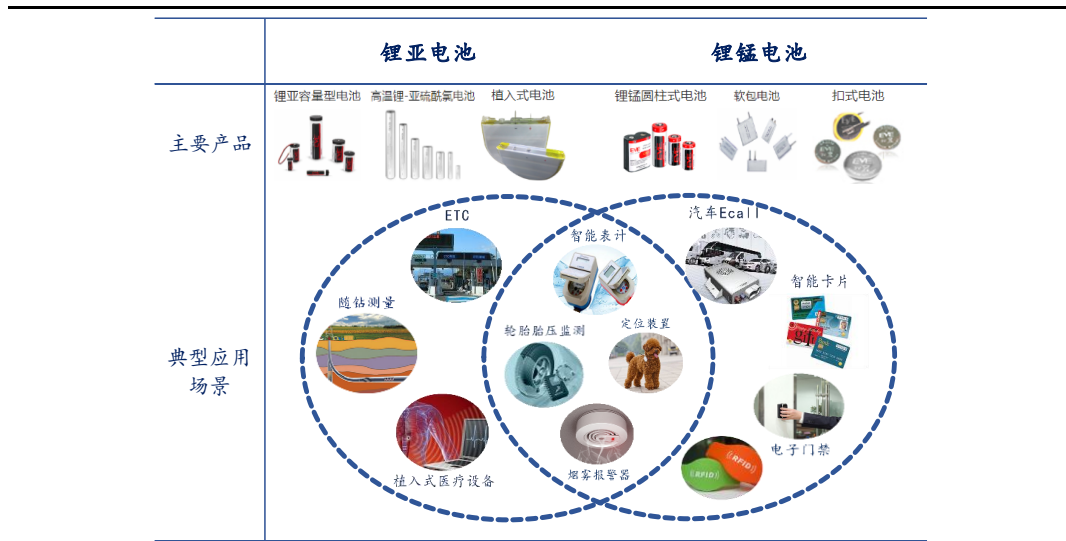 锂亚电池
锂锰电池
主要产品
锂亚容量型电池
高温锂-亚硫酰氯电池
植入式电池
锂锰圆柱式电池
软包电池
扣式电池
EVE
EVE
典型应用
场景
ETC
随钻测量
植入式医疗设备
智能表计
轮胎胎压监测
定位装置
烟雾报警器
汽车Ecall
智能卡片
电子门禁
RFID
RFID